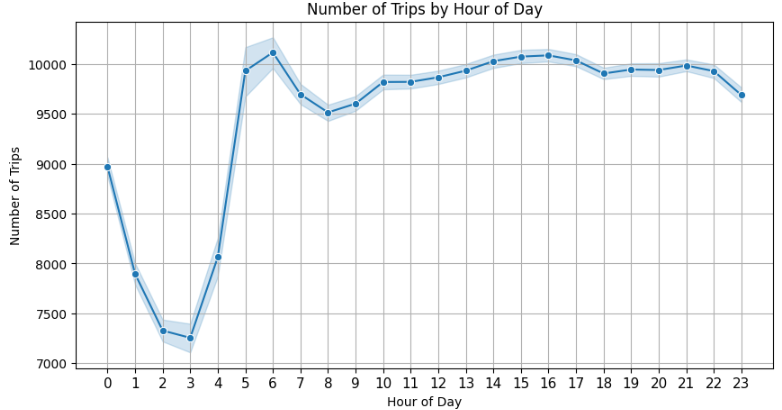 Number of Trips by Hour of Day
Number of Trips
10000
9500
9000
8500
8000
7500
7000
0 1 2 3 4 5 6 7 8 9 10 11 12 13 14 15 16 17 18 19 20 21 22 23
Hour of Day